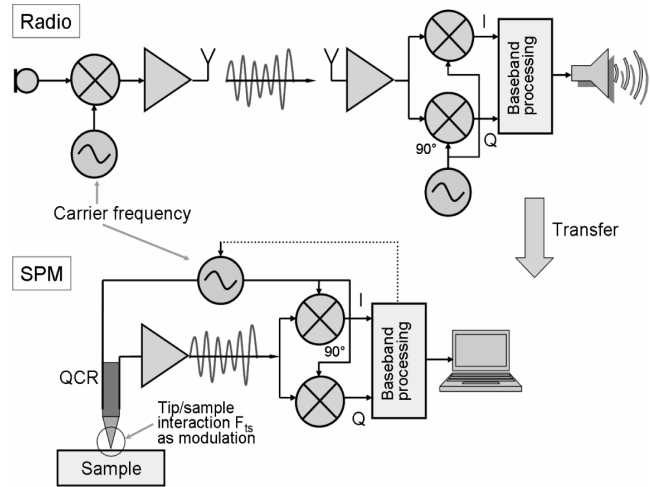 Radio
I
Baseband
processing
Q
90°
Carrier frequency
Transfer
SPM
I
90°
Baseband
processing
QCR
Q
Tip/sample
interaction Fts
as modulation
Sample